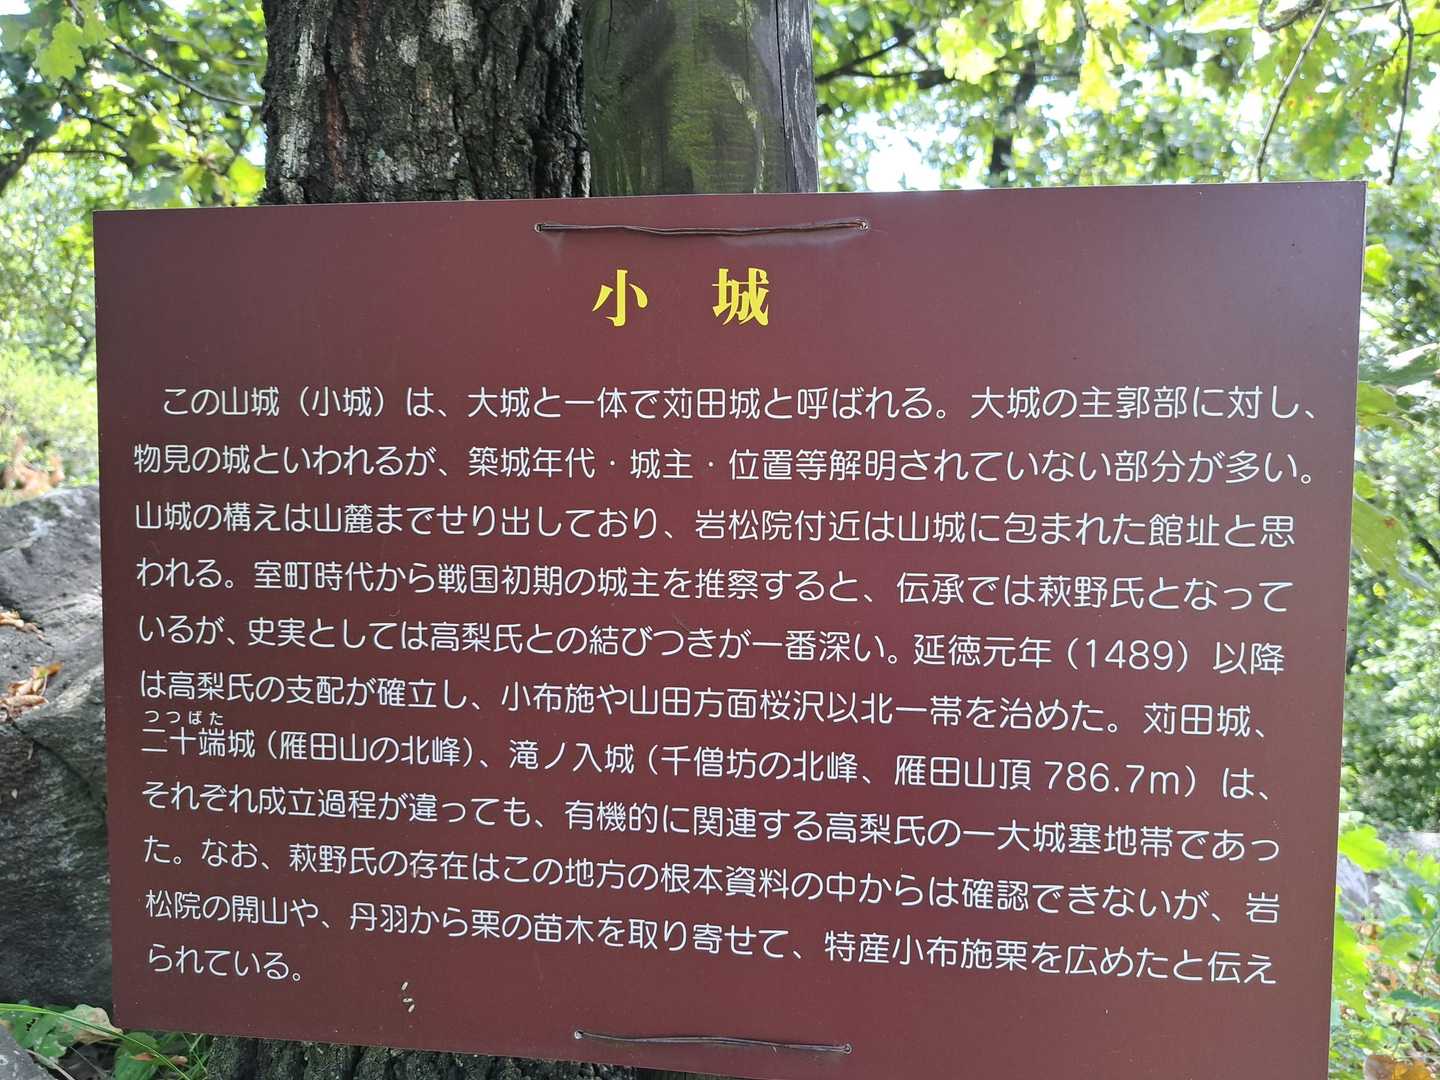 小 城
この山城（小城）は、大城と一体で苅田城と呼ばれる。大城の主郭部に対し、
物見の城といわれるが、築城年代・城主・位置等解明されていない部分が多い。
山城の構えは山麓までせり出しており、岩松院付近は山城に包まれた館址と思
われる。室町時代から戦国初期の城主を推察すると、伝承では萩野氏となって
いるが、史実としては高梨氏との結びつきが一番深い。延徳元年（1489）以降
は高梨氏の支配が確立し、小布施や山田方面桜沢以北一帯を治めた。苅田城、
つつばた
二十端城（雁田山の北峰）、滝ノ入城（千僧坊の北峰、雁田山頂 786.7m）は、
それぞれ成立過程が違っても、有機的に関連する高梨氏の一大城塞地帯であっ
た。なお、萩野氏の存在はこの地方の根本資料の中からは確認できないが、岩
松院の開山や、丹羽から栗の苗木を取り寄せて、特産小布施栗を広めたと伝え
られている。